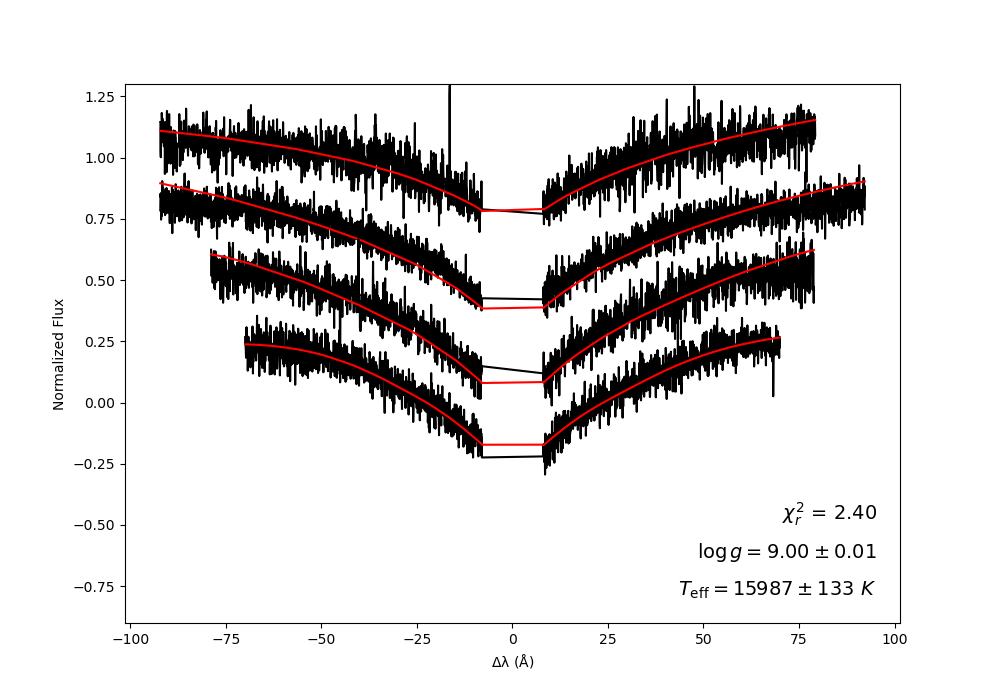 1.25
1.00
0.75
0.50
0.25
0.00
−0.25
−0.50
−0.75
Normalized Flux
χ²ᵣ = 2.40
log g = 9.00 ± 0.01
T_eff = 15987 ± 133 K
−100 −75 −50 −25 0 25 50 75 100
Δλ (Å)